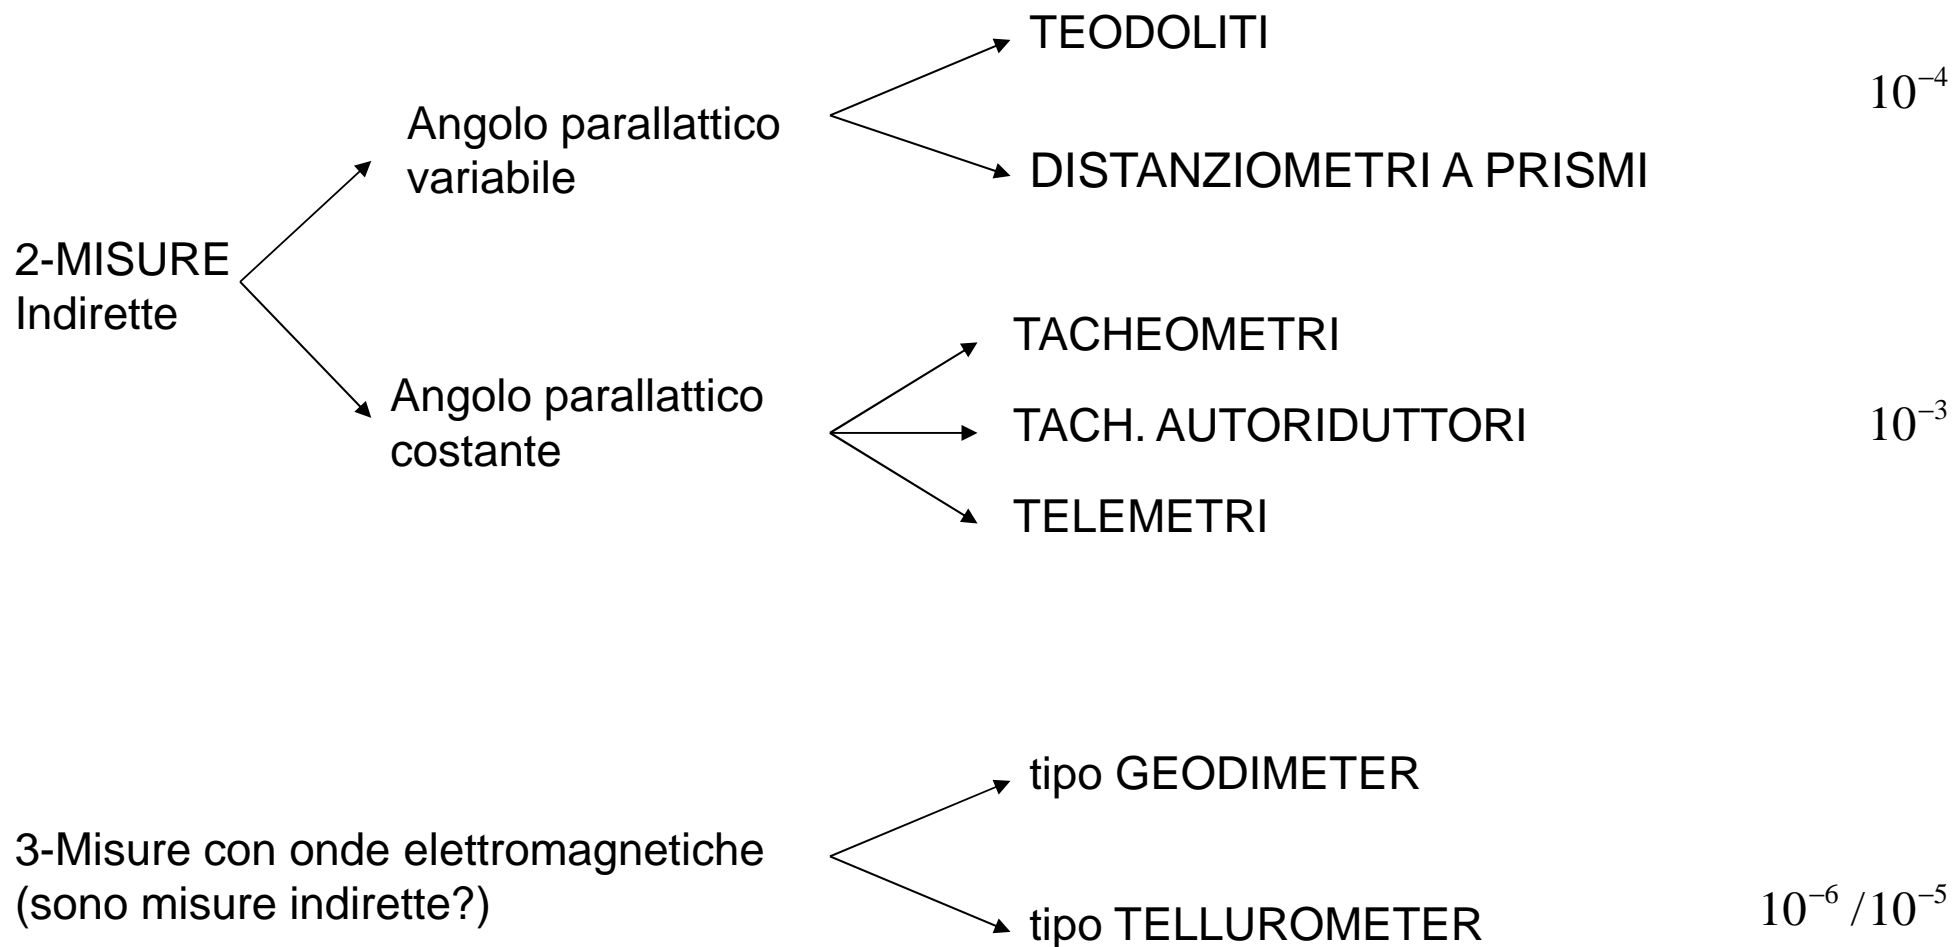 TEODOLITI
10⁻⁴
Angolo parallattico
variabile
DISTANZIOMETRI A PRISMI
2-MISURE
Indirette
TACHEOMETRI
Angolo parallattico
costante
TACH. AUTORIDUTTORI
10⁻³
TELEMETRI
tipo GEODIMETER
3-Misure con onde elettromagnetiche
(sono misure indirette?)
tipo TELLUROMETER
10⁻⁶ /10⁻⁵